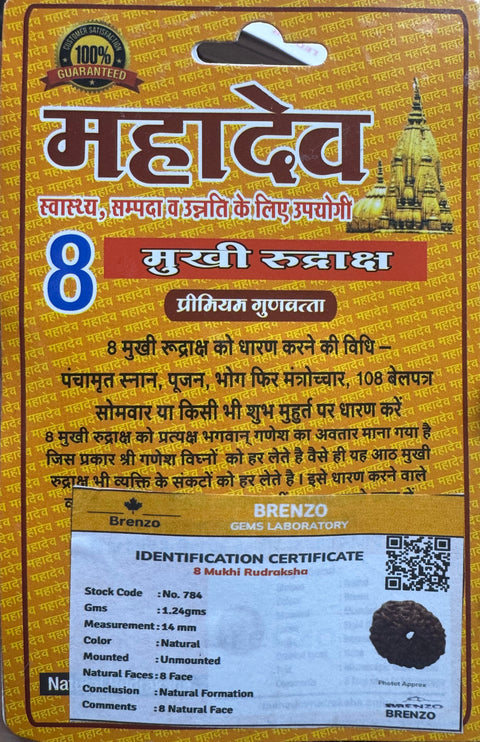 CUSTOMER SATISFACTION
100%
GUARANTEED
महादेव
स्वास्थ्य, सम्पदा व उन्नति के लिए उपयोगी
8 मुखी रुद्राक्ष
प्रीमियम गुणवत्ता
8 मुखी रूद्राक्ष को धारण करने की विधि –
पंचामृत स्नान, पूजन, भोग फिर मंत्रोच्चार, 108 बेलपत्र
सोमवार या किसी भी शुभ मुहुर्त पर धारण करें
8 मुखी रुद्राक्ष को प्रत्यक्ष भगवान् गणेश का अवतार माना गया है
जिस प्रकार श्री गणेश विघ्नों को हर लेते है वैसे ही यह आठ मुखी
रुद्राक्ष भी व्यक्ति के संकटों को हर लेते है । इसे धारण करने वाले
Brenzo
BRENZO
GEMS LABORATORY
IDENTIFICATION CERTIFICATE
8 Mukhi Rudraksha
Stock Code : No. 784
Gms : 1.24gms
Measurement : 14 mm
Color : Natural
Mounted : Unmounted
Natural Faces : 8 Face
Conclusion : Natural Formation
Comments : 8 Natural Face
Photot Approx
BRENZO
BRENZO
Na